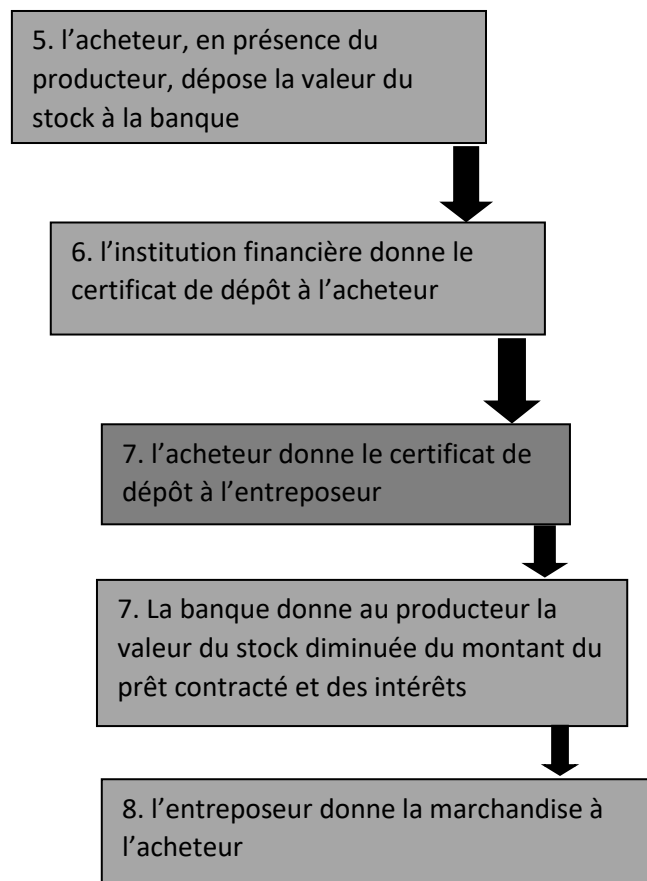 5. l’acheteur, en présence du
producteur, dépose la valeur du
stock à la banque
6. l’institution financière donne le
certificat de dépôt à l’acheteur
7. l’acheteur donne le certificat de
dépôt à l’entreposeur
7. La banque donne au producteur la
valeur du stock diminuée du montant du
prêt contracté et des intérêts
8. l’entreposeur donne la marchandise à
l’acheteur